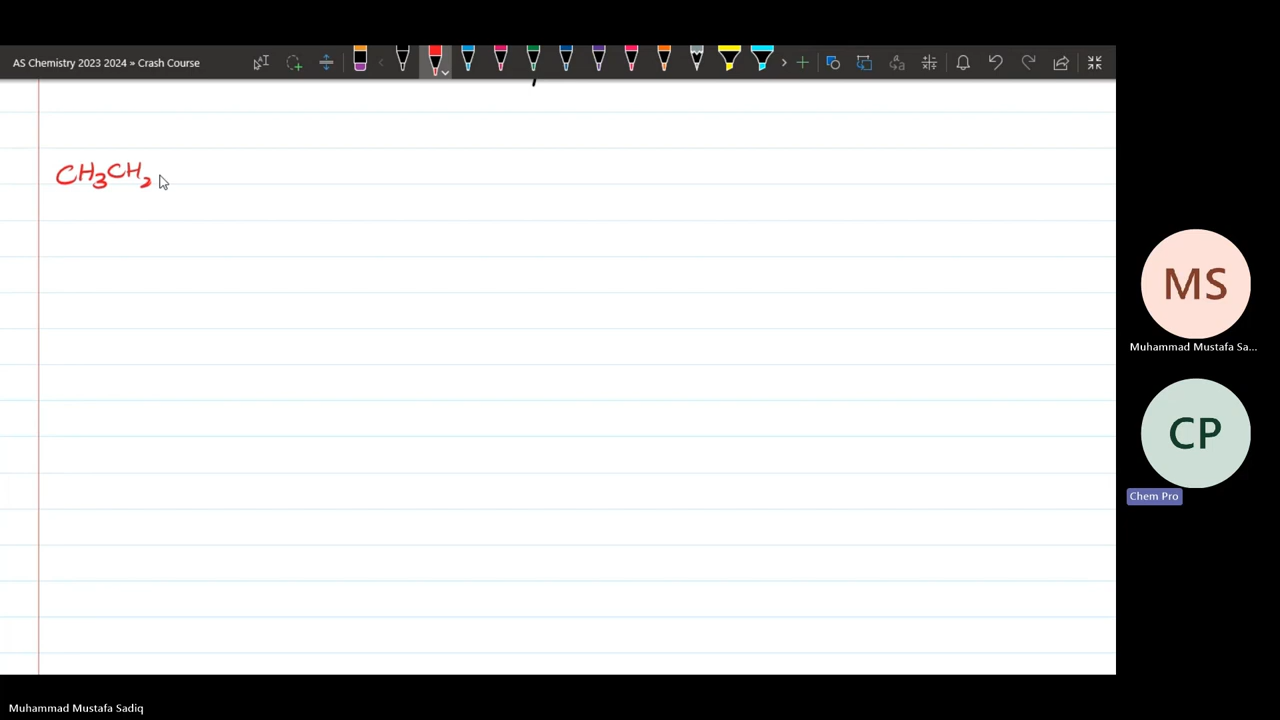 AS Chemistry 2023 2024 » Crash Course
CH3CH2
MS
Muhammad Mustafa Sa...
CP
Chem Pro
Muhammad Mustafa Sadiq